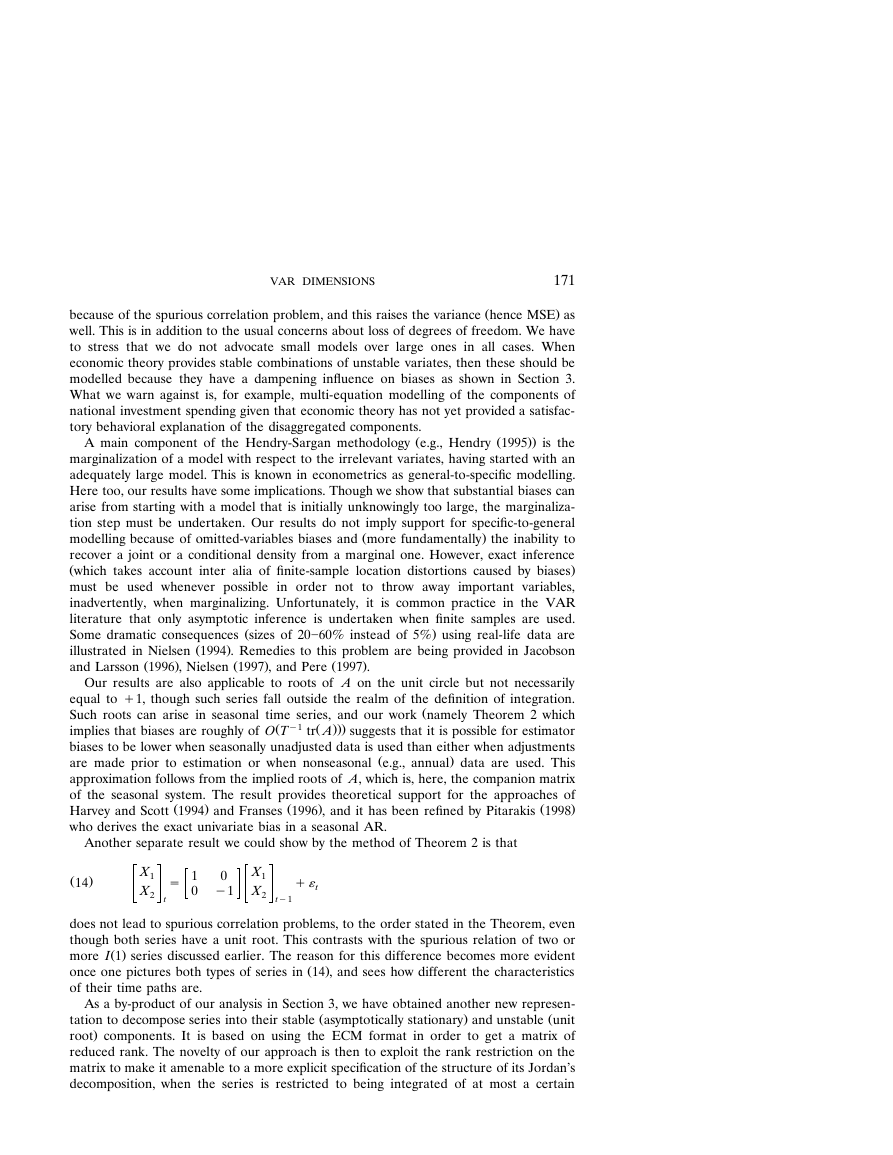 VAR DIMENSIONS 171
because of the spurious correlation problem, and this raises the variance (hence MSE) as
well. This is in addition to the usual concerns about loss of degrees of freedom. We have
to stress that we do not advocate small models over large ones in all cases. When
economic theory provides stable combinations of unstable variates, then these should be
modelled because they have a dampening influence on biases as shown in Section 3.
What we warn against is, for example, multi-equation modelling of the components of
national investment spending given that economic theory has not yet provided a satisfac-
tory behavioral explanation of the disaggregated components.
A main component of the Hendry-Sargan methodology (e.g., Hendry (1995)) is the
marginalization of a model with respect to the irrelevant variates, having started with an
adequately large model. This is known in econometrics as general-to-specific modelling.
Here too, our results have some implications. Though we show that substantial biases can
arise from starting with a model that is initially unknowingly too large, the marginaliza-
tion step must be undertaken. Our results do not imply support for specific-to-general
modelling because of omitted-variables biases and (more fundamentally) the inability to
recover a joint or a conditional density from a marginal one. However, exact inference
(which takes account inter alia of finite-sample location distortions caused by biases)
must be used whenever possible in order not to throw away important variables,
inadvertently, when marginalizing. Unfortunately, it is common practice in the VAR
literature that only asymptotic inference is undertaken when finite samples are used.
Some dramatic consequences (sizes of 20−60% instead of 5%) using real-life data are
illustrated in Nielsen (1994). Remedies to this problem are being provided in Jacobson
and Larsson (1996), Nielsen (1997), and Pere (1997).
Our results are also applicable to roots of A on the unit circle but not necessarily
equal to +1, though such series fall outside the realm of the definition of integration.
Such roots can arise in seasonal time series, and our work (namely Theorem 2 which
implies that biases are roughly of O(T⁻¹ tr(A))) suggests that it is possible for estimator
biases to be lower when seasonally unadjusted data is used than either when adjustments
are made prior to estimation or when nonseasonal (e.g., annual) data are used. This
approximation follows from the implied roots of A, which is, here, the companion matrix
of the seasonal system. The result provides theoretical support for the approaches of
Harvey and Scott (1994) and Franses (1996), and it has been refined by Pitarakis (1998)
who derives the exact univariate bias in a seasonal AR.
Another separate result we could show by the method of Theorem 2 is that
(14) [X₁ X₂]ₜ = [1 0 0 −1] [X₁ X₂]ₜ₋₁ + εₜ
does not lead to spurious correlation problems, to the order stated in the Theorem, even
though both series have a unit root. This contrasts with the spurious relation of two or
more I(1) series discussed earlier. The reason for this difference becomes more evident
once one pictures both types of series in (14), and sees how different the characteristics
of their time paths are.
As a by-product of our analysis in Section 3, we have obtained another new represen-
tation to decompose series into their stable (asymptotically stationary) and unstable (unit
root) components. It is based on using the ECM format in order to get a matrix of
reduced rank. The novelty of our approach is then to exploit the rank restriction on the
matrix to make it amenable to a more explicit specification of the structure of its Jordan's
decomposition, when the series is restricted to being integrated of at most a certain